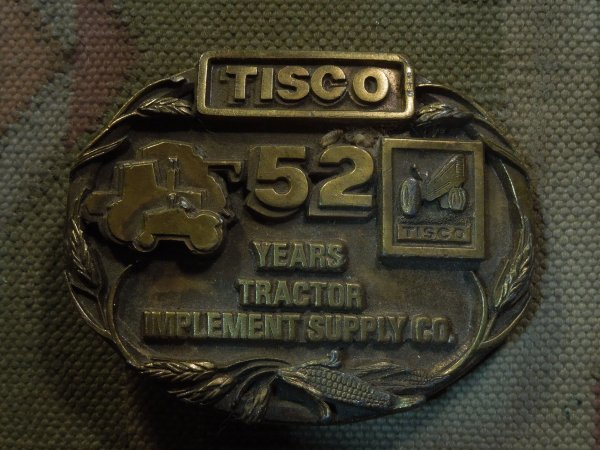 TISCO
52
TISCO
YEARS
TRACTOR
IMPLEMENT SUPPLY CO.